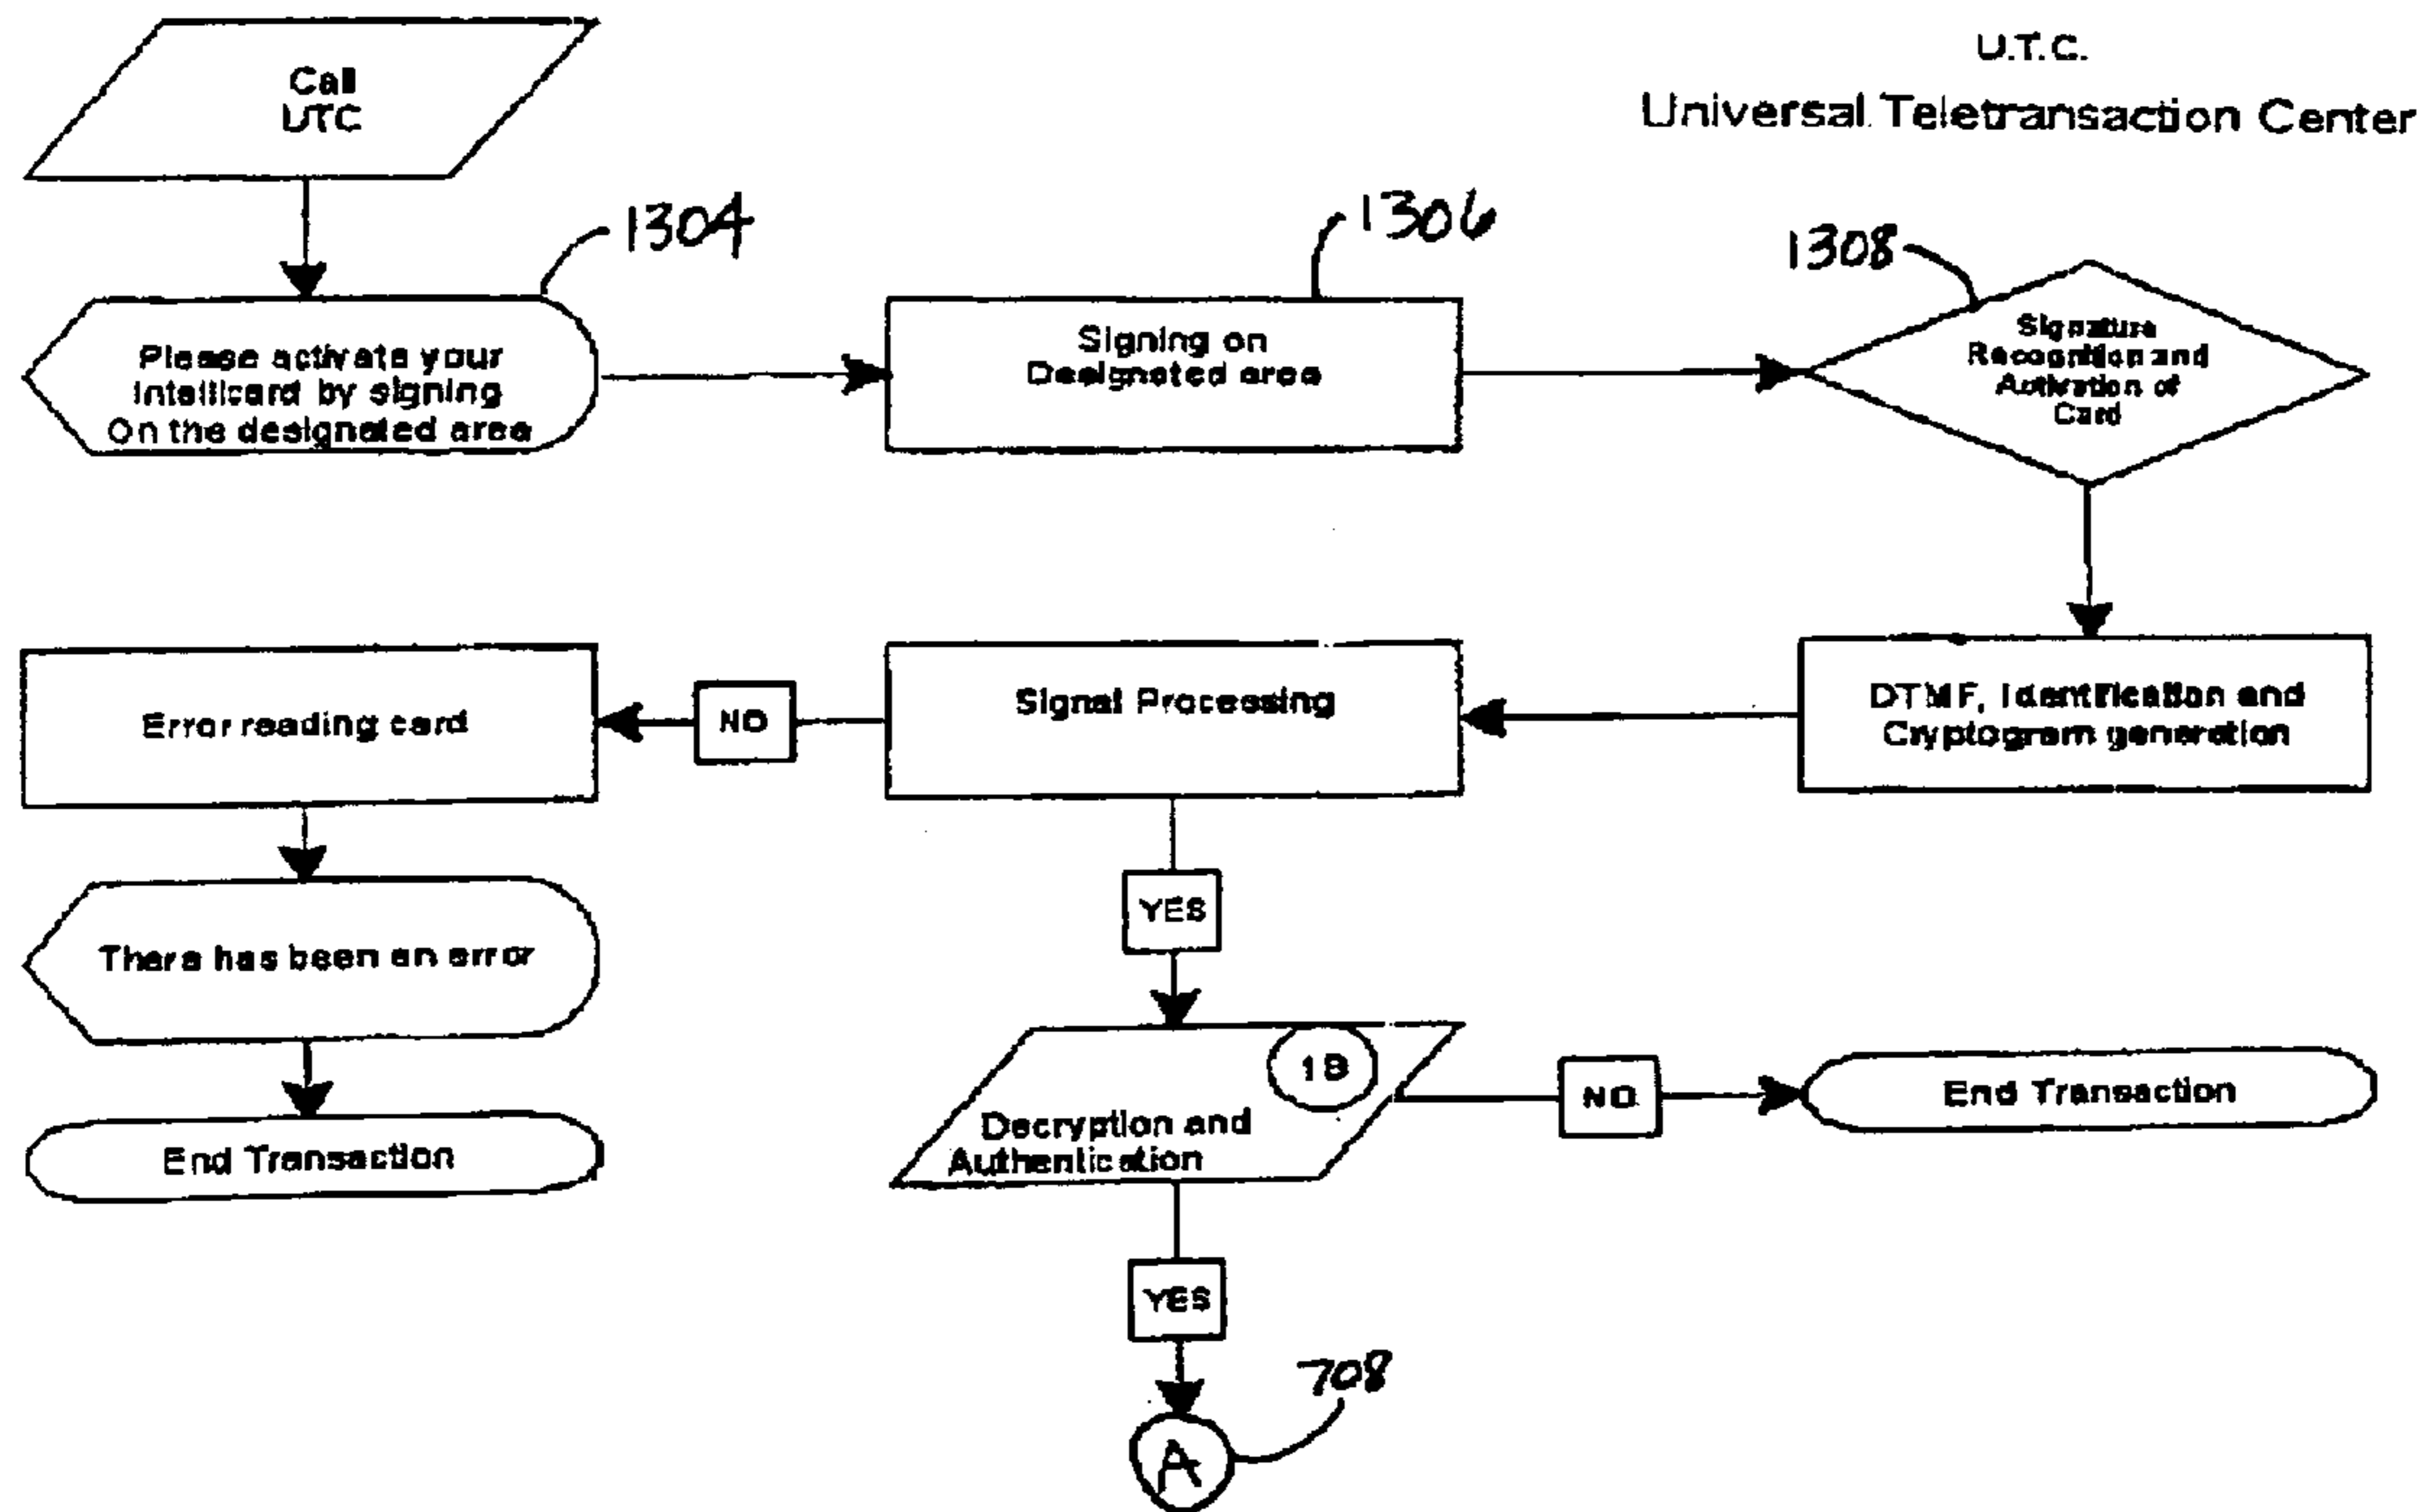 Call
UTC
U.T.C.
Universal Teletransaction Center
1304
1306
1308
Please activate your
Intellicard by signing
On the designated area
Signing on
Designated area
Signature
Recognition and
Activation of
Card
Error reading card
NO
Signal Processing
DTMF, Identification and
Cryptogram generation
YES
There has been an error
1B
Decryption and
Authentication
NO
End Transaction
End Transaction
YES
708
A